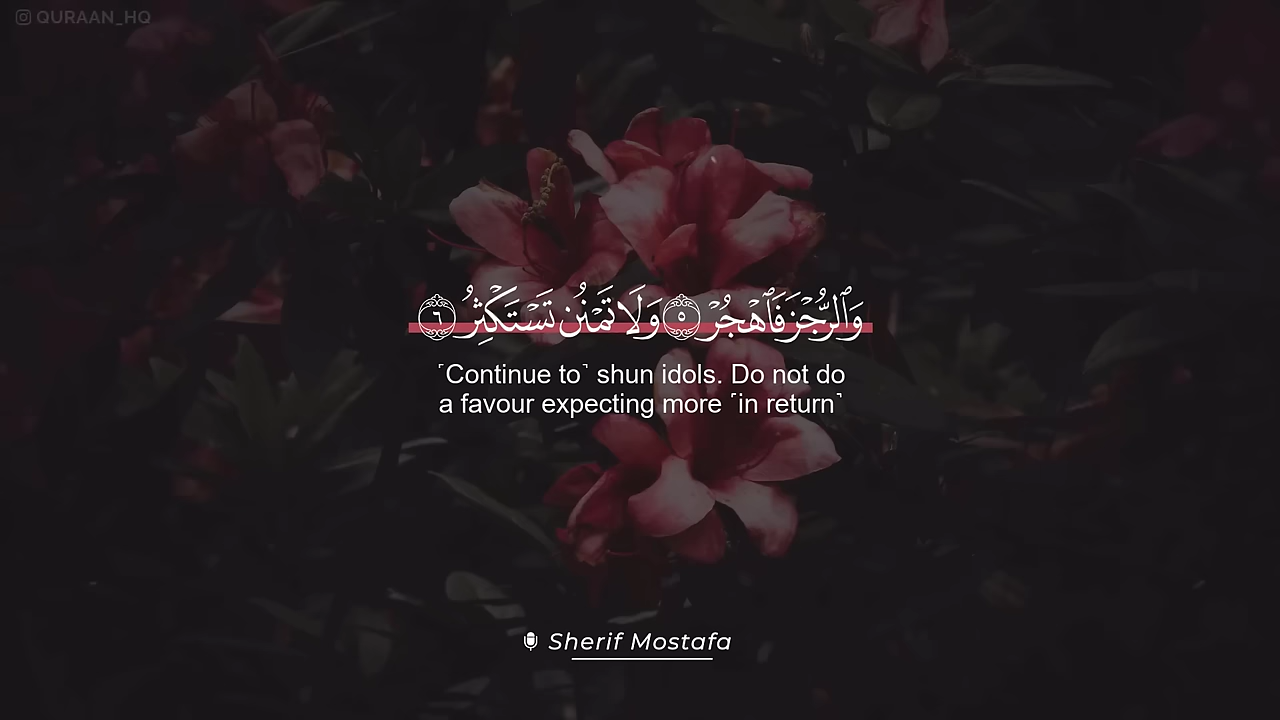 QURAAN_HQ
وَٱلرُّجْزَ فَٱهْجُرْ ٥ وَلَا تَمْنُن تَسْتَكْثِرُ ٦
˹Continue to˺ shun idols. Do not do
a favour expecting more ˹in return˺
Sherif Mostafa